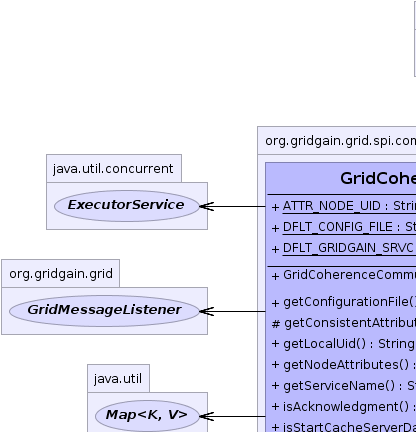 org.gridgain.grid.spi.com
java.util.concurrent
ExecutorService
GridCohe
+ ATTR_NODE_UID : Strin
+ DFLT_CONFIG_FILE : St
+ DFLT_GRIDGAIN_SRVC
org.gridgain.grid
GridMessageListener
+ GridCoherenceCommu
+ getConfigurationFile()
# getConsistentAttribut
+ getLocalUid() : String
+ getNodeAttributes() :
+ getServiceName() : St
+ isAcknowledgment() :
+ isStartCacheServerDa
java.util
Map<K, V>